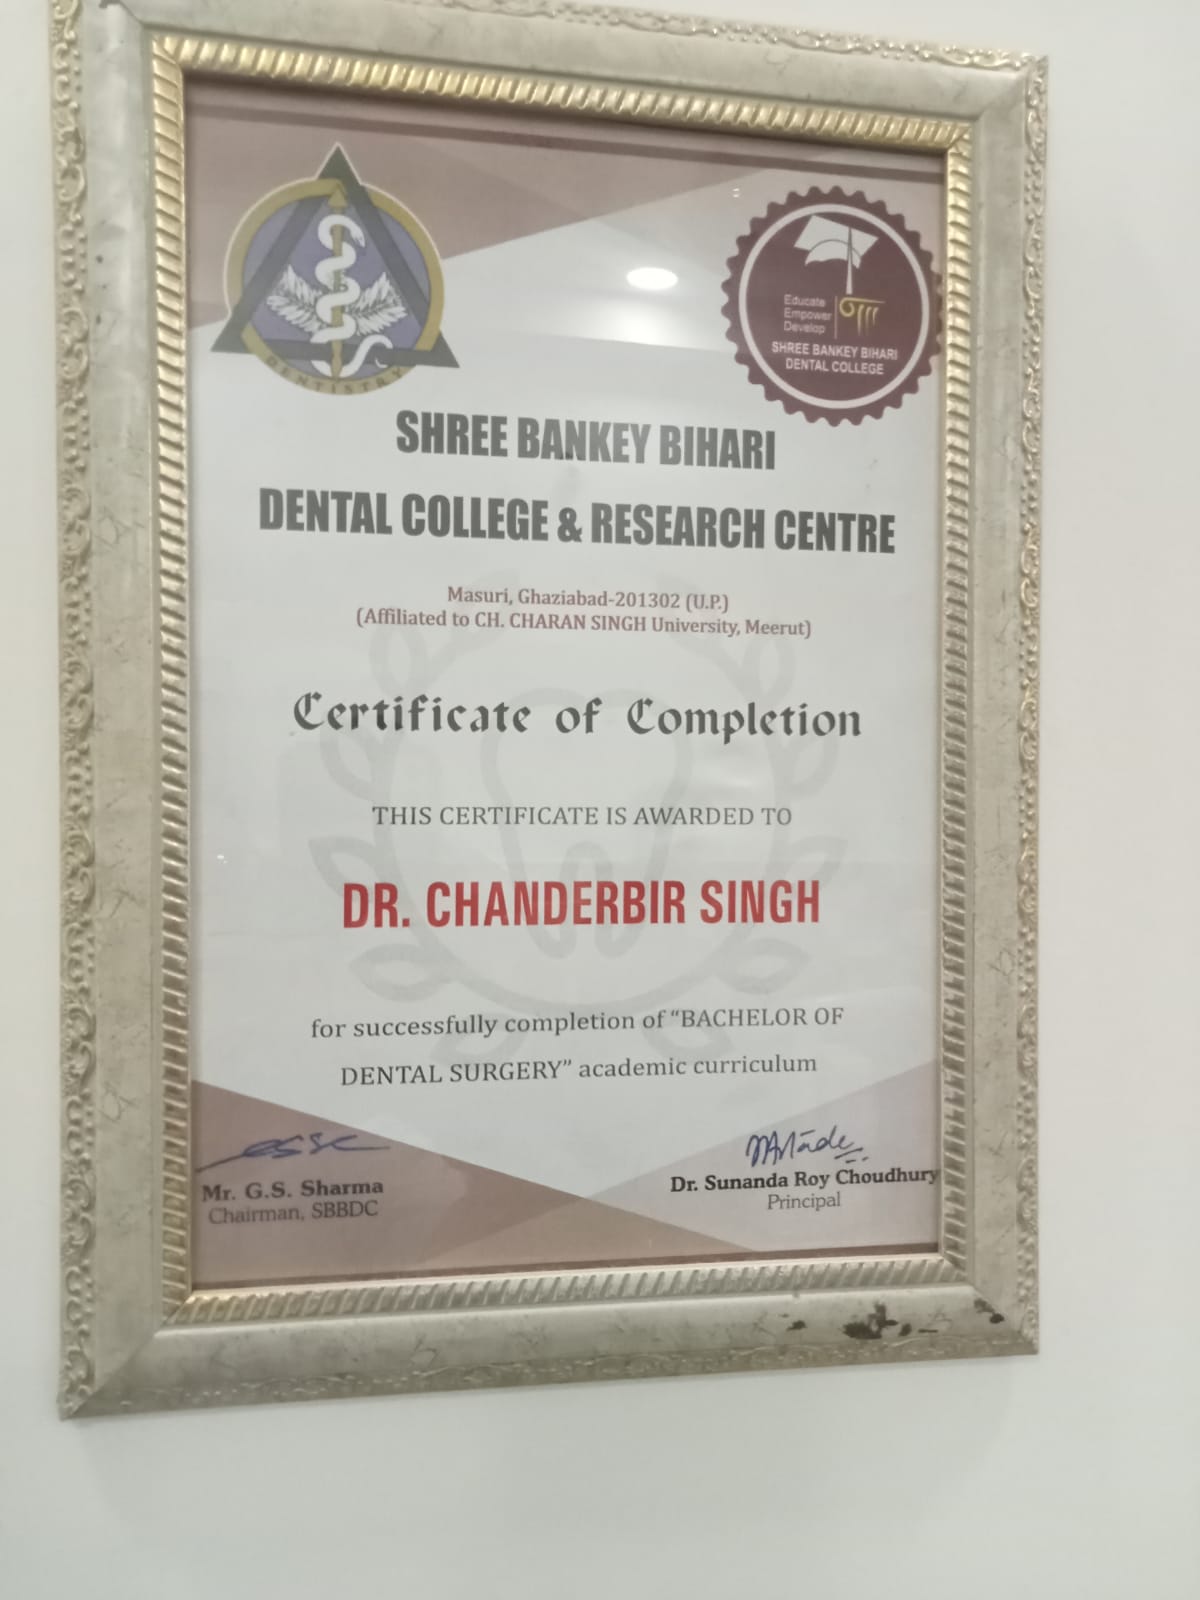 DENTISTRY
Educate
Empower
Develop
SHREE BANKEY BIHARI
DENTAL COLLEGE
SHREE BANKEY BIHARI
DENTAL COLLEGE & RESEARCH CENTRE
Masuri, Ghaziabad-201302 (U.P.)
(Affiliated to CH. CHARAN SINGH University, Meerut)
Certificate of Completion
THIS CERTIFICATE IS AWARDED TO
DR. CHANDERBIR SINGH
for successfully completion of “BACHELOR OF
DENTAL SURGERY” academic curriculum
Mr. G.S. Sharma
Chairman, SBBDC
Dr. Sunanda Roy Choudhury
Principal